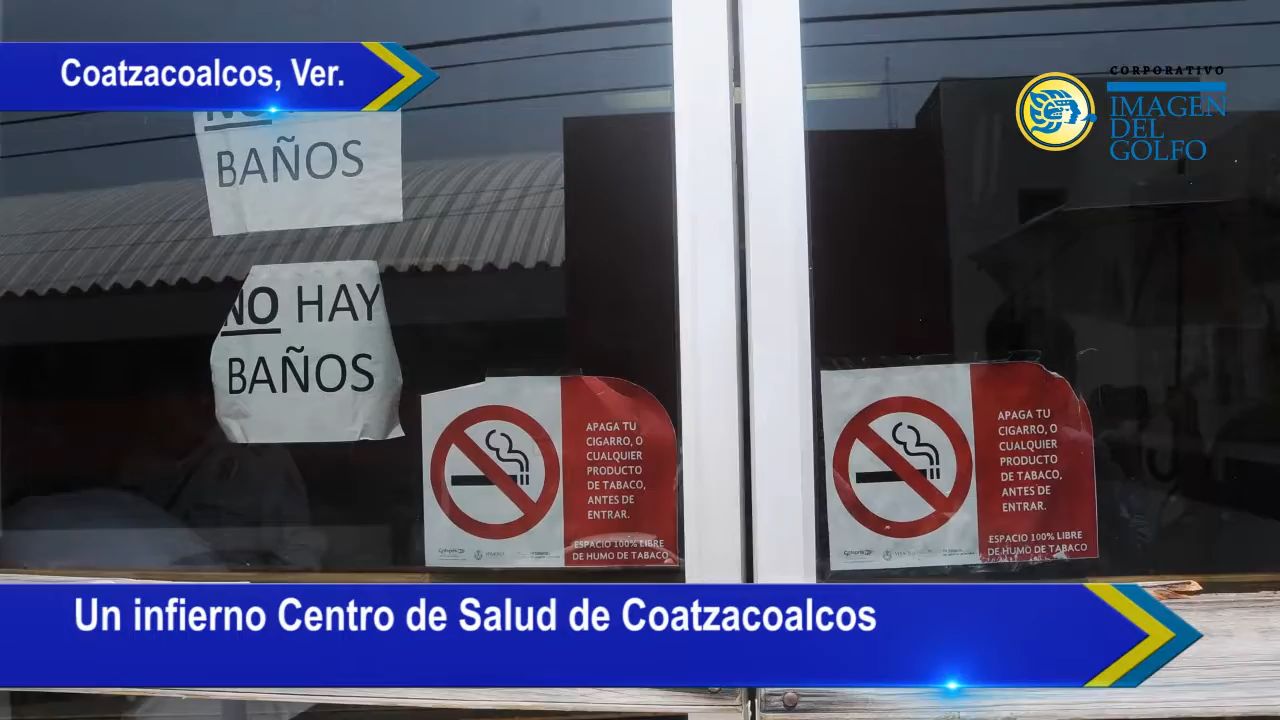 Coatzacoalcos, Ver.
CORPORATIVO
IMAGEN
DEL
GOLFO
NO
BAÑOS
NO HAY
BAÑOS
APAGA TU
CIGARRO, O
CUALQUIER
PRODUCTO
DE TABACO,
ANTES DE
ENTRAR.
ESPACIO 100% LIBRE
DE HUMO DE TABACO
APAGA TU
CIGARRO, O
CUALQUIER
PRODUCTO
DE TABACO,
ANTES DE
ENTRAR.
ESPACIO 100% LIBRE
DE HUMO DE TABACO
Un infierno Centro de Salud de Coatzacoalcos